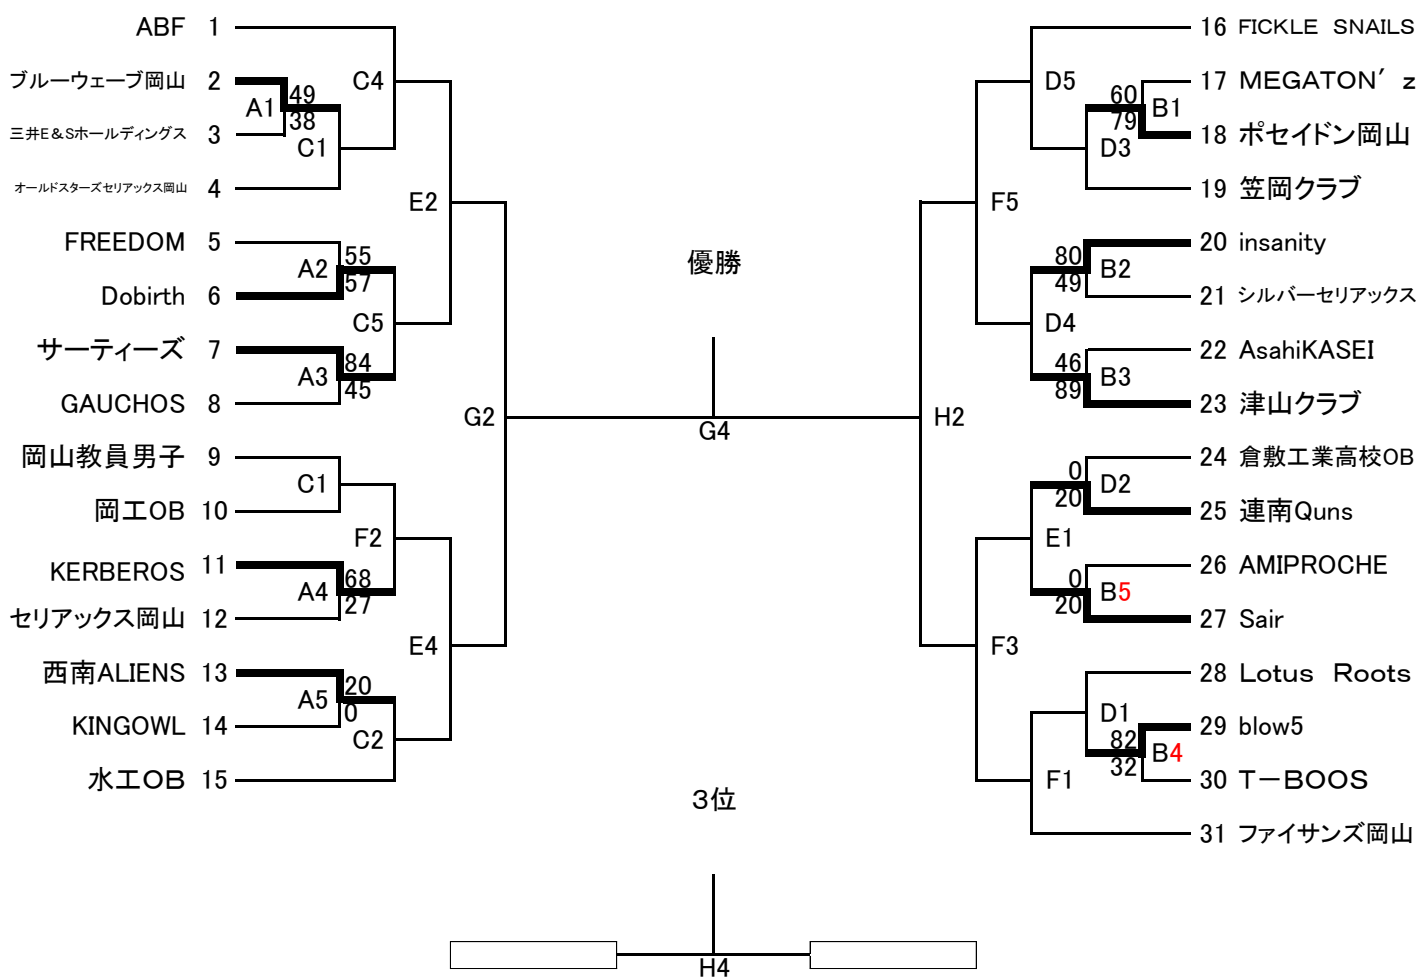 ABF 1
ブルーウェーブ岡山 2
三井E&Sホールディングス 3
オールドスターズセリアックス岡山 4
FREEDOM 5
Dobirth 6
サーティーズ 7
GAUCHOS 8
岡山教員男子 9
岡工OB 10
KERBEROS 11
セリアックス岡山 12
西南ALIENS 13
KINGOWL 14
水工OB 15
A1
49
38
C1
C4
A2
55
57
C5
A3
84
45
E2
C1
F2
A4
68
27
E4
A5
20
0
C2
G2
優勝
G4
3位
H4
H2
F5
D5
60
79
B1
D3
80
49
B2
D4
46
89
B3
0
20
D2
E1
0
20
B5
F3
D1
82
32
B4
F1
16 FICKLE SNAILS
17 MEGATON' z
18 ポセイドン岡山
19 笠岡クラブ
20 insanity
21 シルバーセリアックス
22 AsahiKASEI
23 津山クラブ
24 倉敷工業高校OB
25 連南Quns
26 AMIPROCHE
27 Sair
28 Lotus Roots
29 blow5
30 T-BOOS
31 ファイサンズ岡山